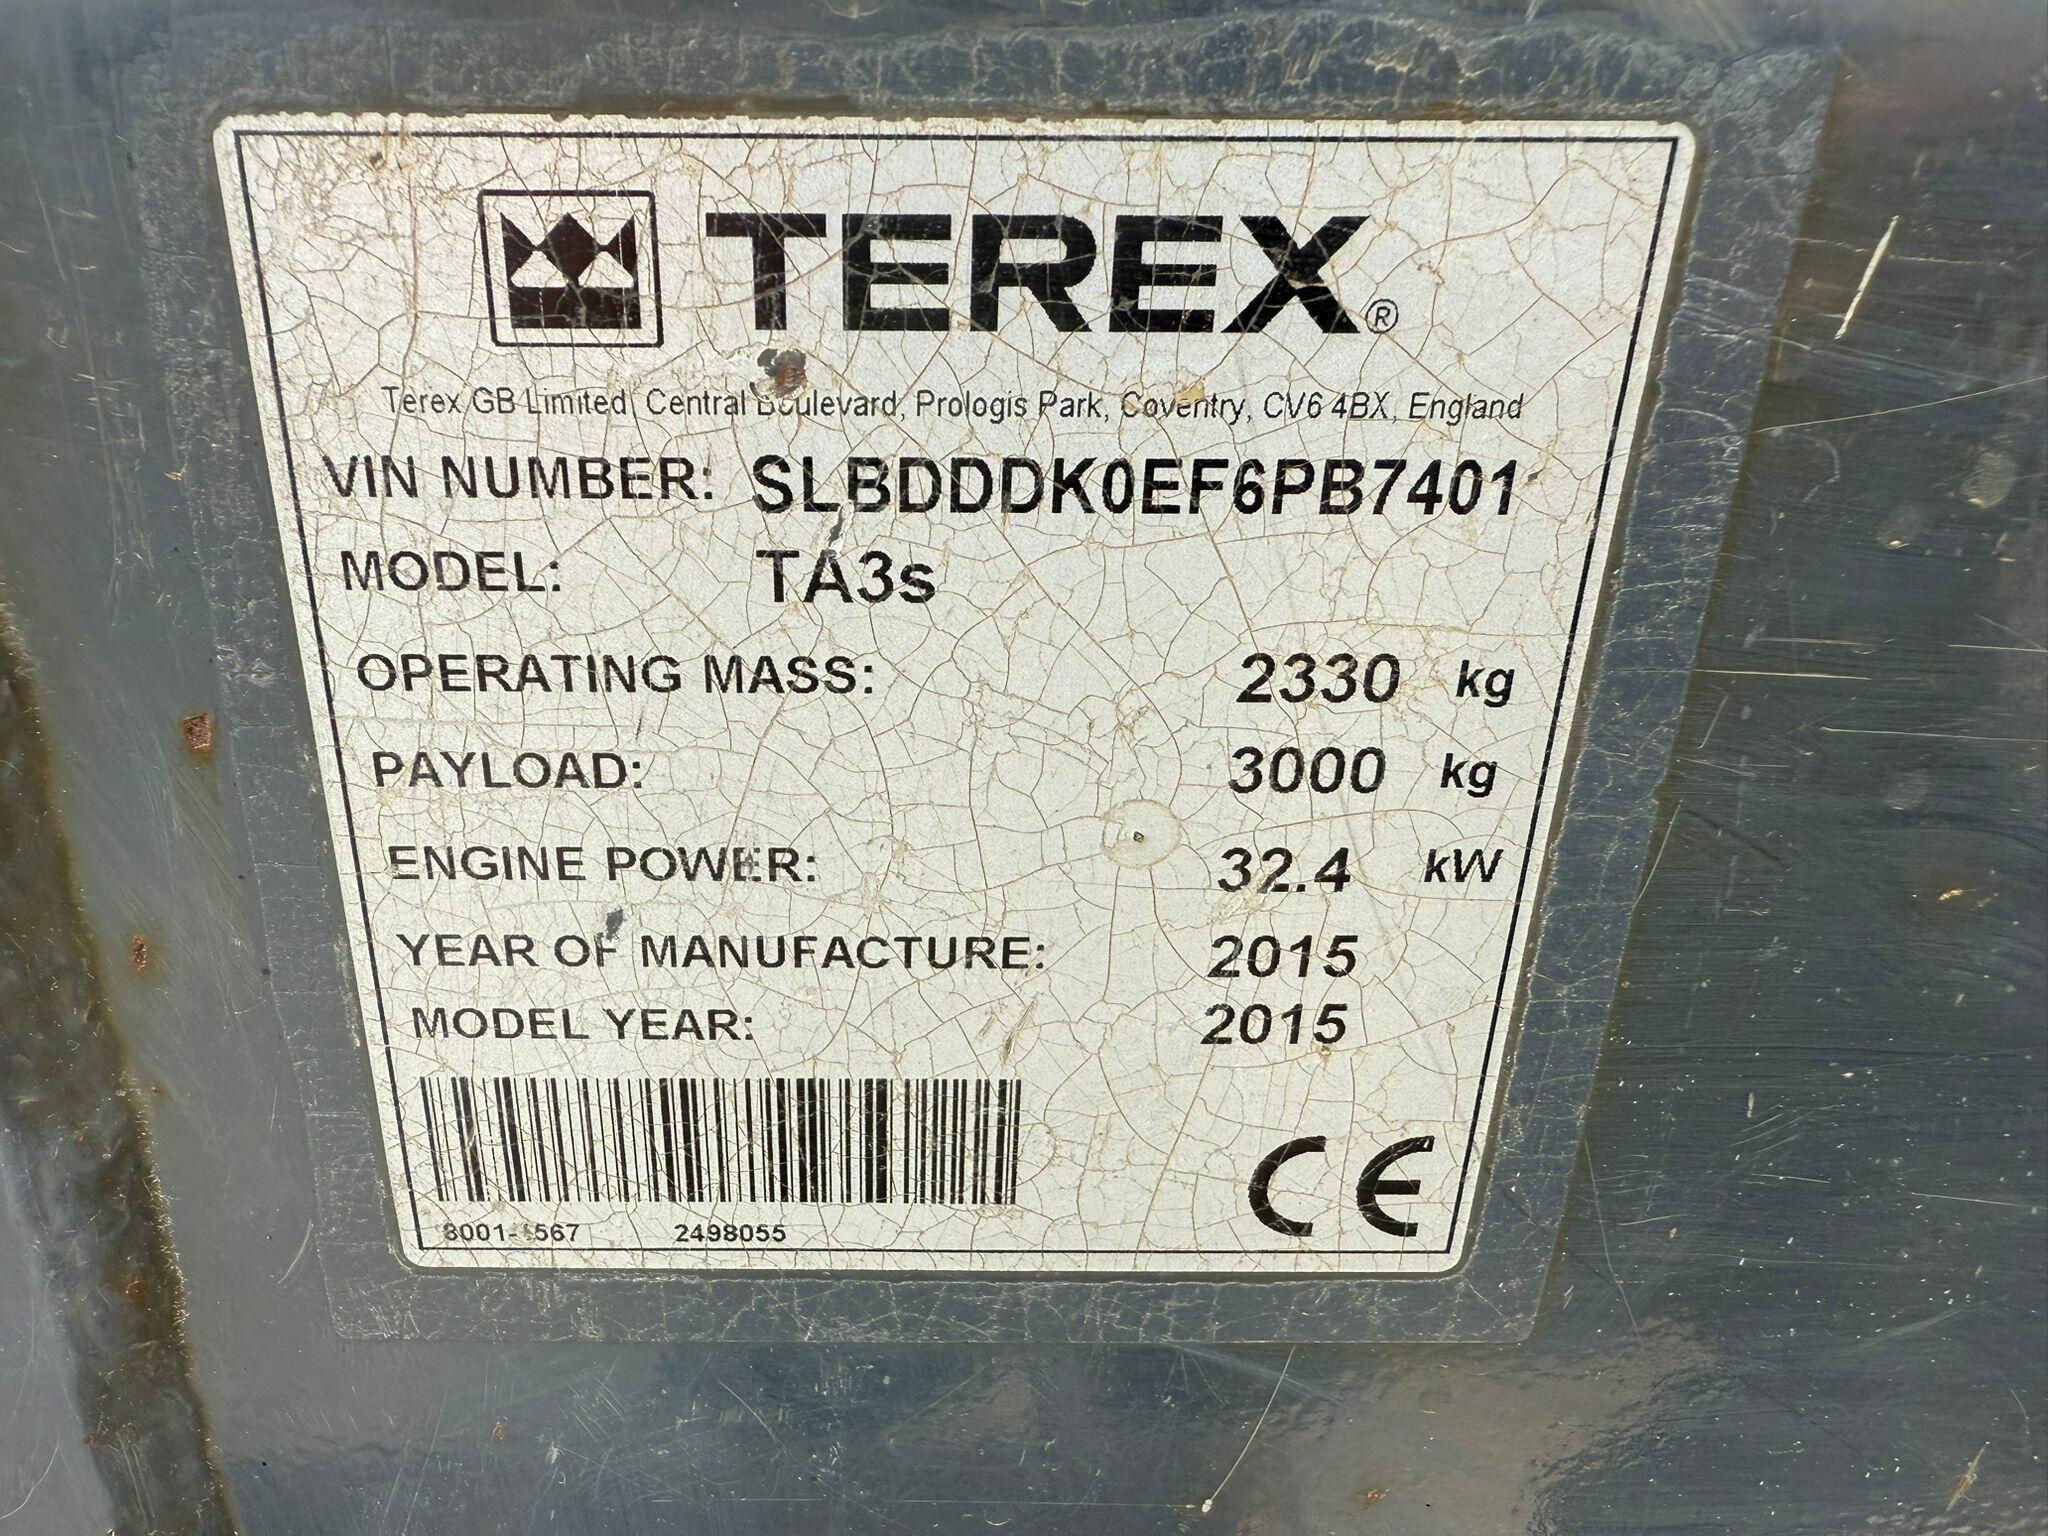 TEREX®
Terex GB Limited, Central Boulevard, Prologis Park, Coventry, CV6 4BX, England
VIN NUMBER: SLBDDDK0EF6PB7401
MODEL: TA3s
OPERATING MASS: 2330 kg
PAYLOAD: 3000 kg
ENGINE POWER: 32.4 kW
YEAR OF MANUFACTURE: 2015
MODEL YEAR: 2015
CE
2498055